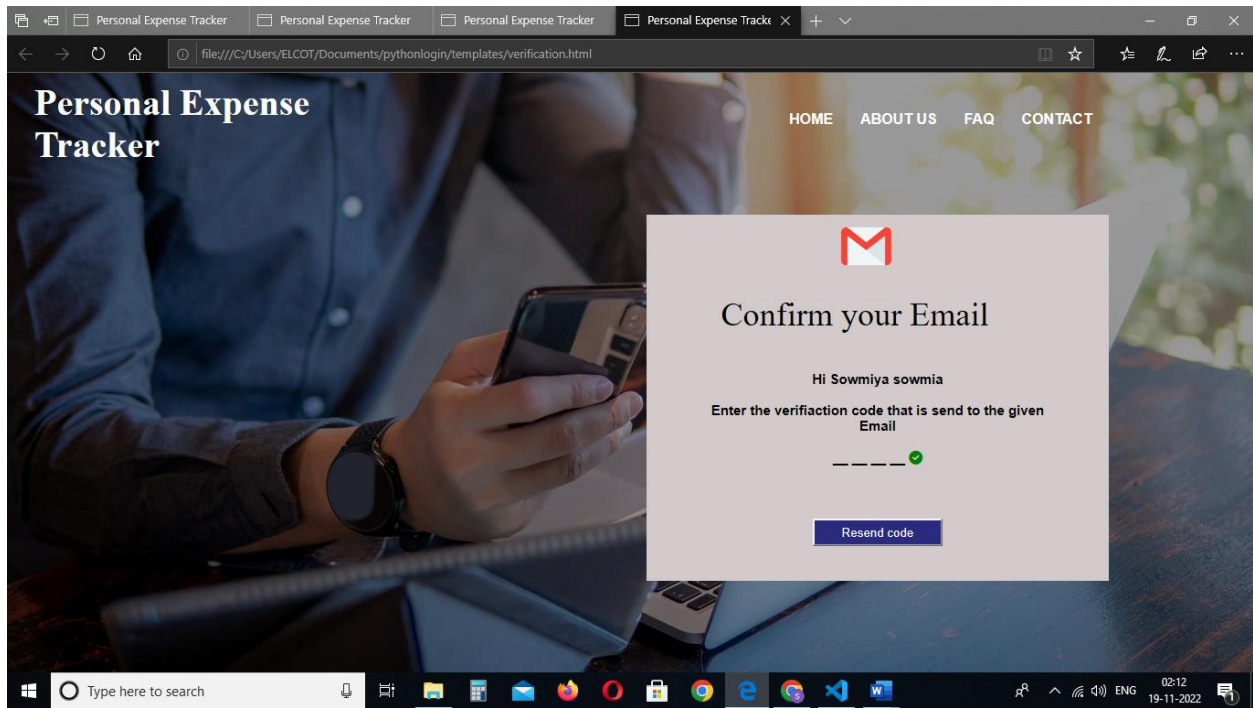 Personal Expense Tracker
Personal Expense Tracker
Personal Expense Tracker
Personal Expense Tracke
file:///C:/Users/ELCOT/Documents/pythonlogin/templates/verification.html
Personal Expense
Tracker
HOME ABOUT US FAQ CONTACT
Confirm your Email
Hi Sowmiya sowmia
Enter the verifiaction code that is send to the given
Email
Resend code
Type here to search
ENG
02:12
19-11-2022